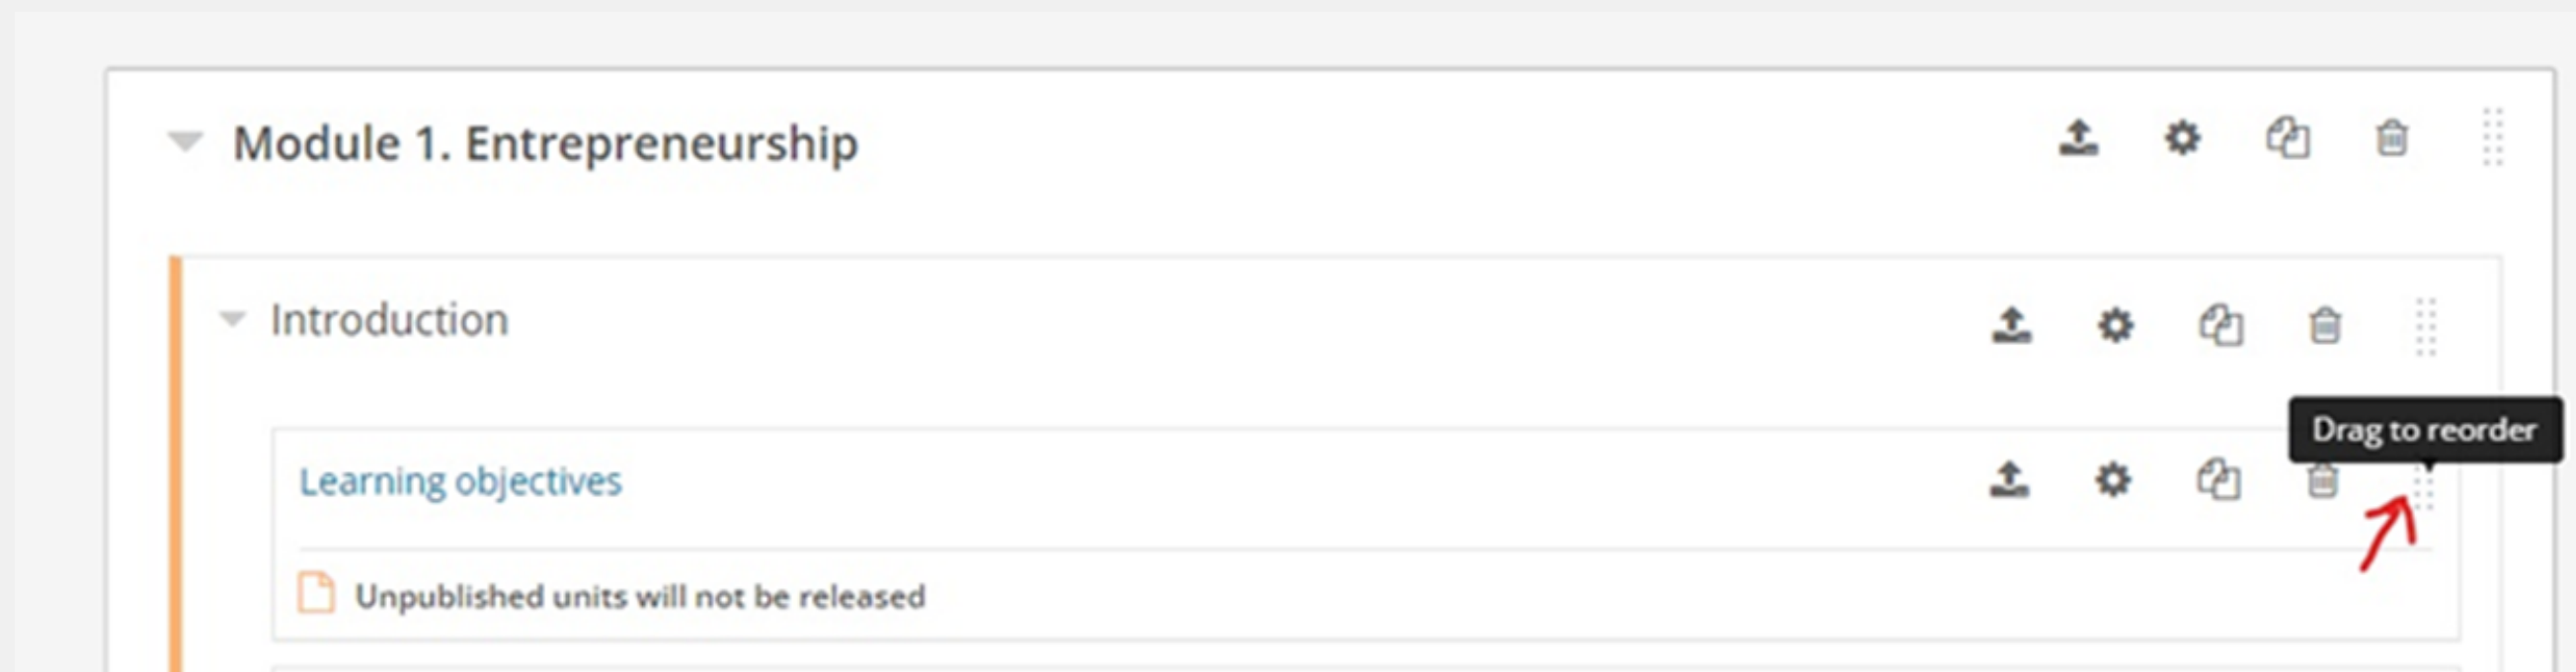 Module 1. Entrepreneurship
Introduction
Drag to reorder
Learning objectives
Unpublished units will not be released